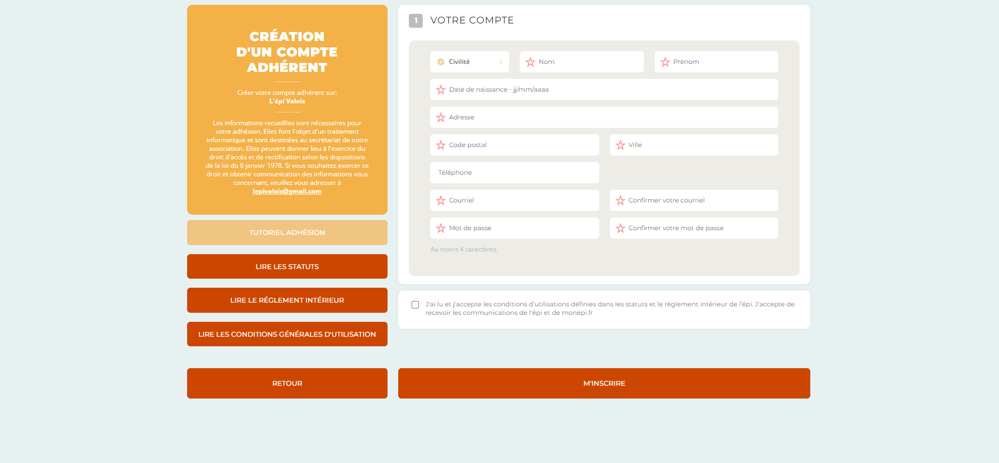 CRÉATION
D'UN COMPTE
ADHÉRENT
Créer votre compte adhérent sur:
L'épi Valois
Les informations recueillies sont nécessaires pour
votre adhésion. Elles font l'objet d'un traitement
informatique et sont destinées au secrétariat de notre
association. Elles peuvent donner lieu à l'exercice du
droit d'accès et de rectification selon les dispositions
de la loi du 6 janvier 1978. Si vous souhaitez exercer ce
droit et obtenir communication des informations vous
concernant, veuillez vous adresser à
lepivalois@gmail.com
TUTORIEL ADHÉSION
LIRE LES STATUTS
LIRE LE RÉGLEMENT INTÉRIEUR
LIRE LES CONDITIONS GÉNÉRALES D'UTILISATION
RETOUR
1 VOTRE COMPTE
Civilité Nom Prénom
Date de naissance - jj/mm/aaaa
Adresse
Code postal Ville
Téléphone
Courriel Confirmer votre courriel
Mot de passe Confirmer votre mot de passe
Au moins 4 caractères.
J'ai lu et j'accepte les conditions d'utilisations définies dans les statuts et le règlement intérieur de l'épi. J'accepte de
recevoir les communications de l'épi et de monepi.fr
M'INSCRIRE